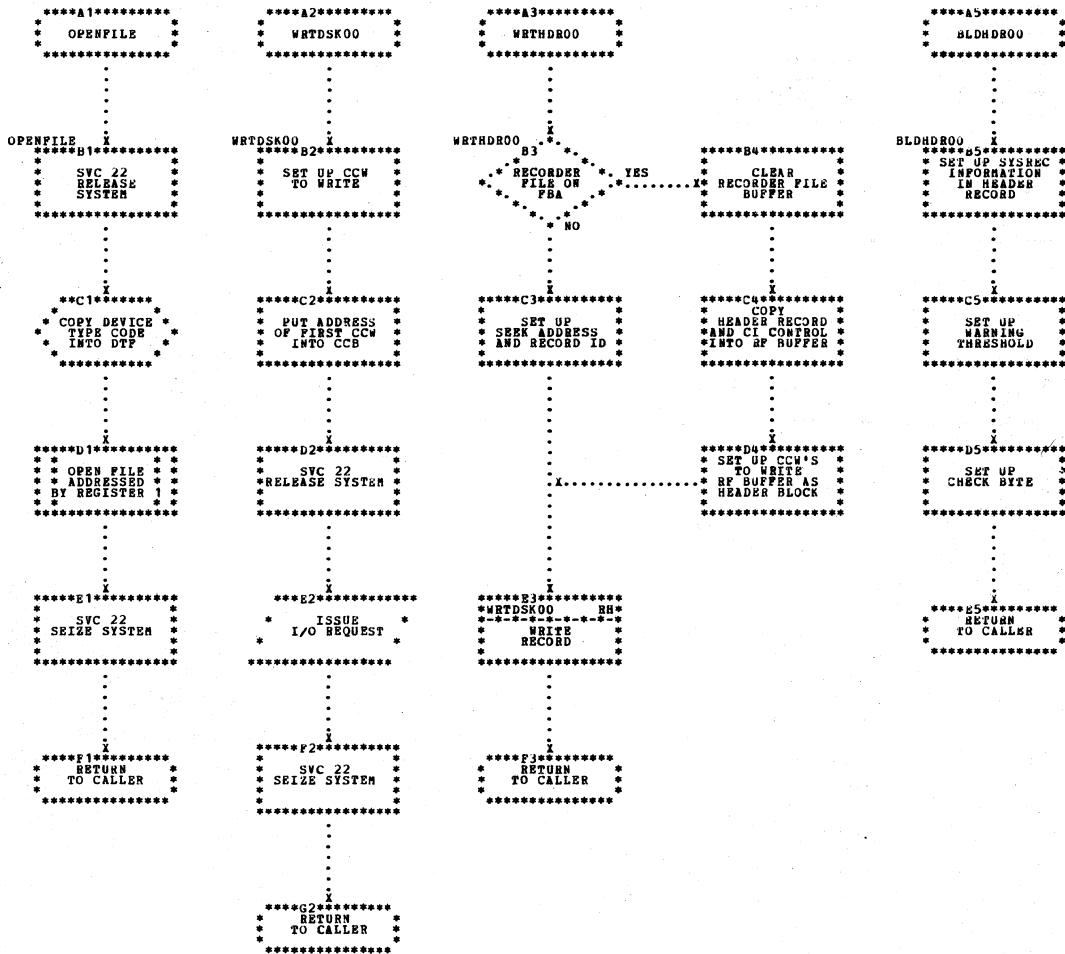 A1
OPENFILE
OPENFILE
B1
SVC 22
RELEASE
SYSTEM
C1
COPY DEVICE
TYPE CODE
INTO DTF
D1
OPEN FILE
ADDRESSED
BY REGISTER 1
E1
SVC 22
SEIZE SYSTEM
F1
RETURN
TO CALLER
A2
WRTDSK00
WRTDSK00
B2
SET UP CCW
TO WRITE
C2
PUT ADDRESS
OF FIRST CCW
INTO CCB
D2
SVC 22
RELEASE SYSTEM
E2
ISSUE
I/O REQUEST
F2
SVC 22
SEIZE SYSTEM
G2
RETURN
TO CALLER
A3
WRTHDR00
WRTHDR00
B3
RECORDER
FILE ON
FBA
YES
NO
C3
SET UP
SEEK ADDRESS
AND RECORD ID
E3
WRTDSK00 RH
WRITE
RECORD
F3
RETURN
TO CALLER
B4
CLEAR
RECORDER FILE
BUFFER
C4
COPY
HEADER RECORD
AND CI CONTROL
INTO RF BUFFER
D4
SET UP CCW'S
TO WRITE
RF BUFFER AS
HEADER BLOCK
A5
BLDHDR00
BLDHDR00
B5
SET UP SYSREC
INFORMATION
IN HEADER
RECORD
C5
SET UP
WARNING
THRESHOLD
D5
SET UP
CHECK BYTE
E5
RETURN
TO CALLER